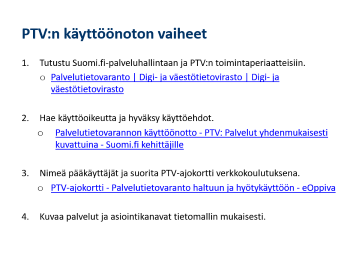 PTV:n käyttöönoton vaiheet
1. Tutustu Suomi.fi-palveluhallintaan ja PTV:n toimintaperiaatteisiin.
o Palvelutietovaranto | Digi- ja väestötietovirasto | Digi- ja
väestötietovirasto
2. Hae käyttöoikeutta ja hyväksy käyttöehdot.
o Palvelutietovarannon käyttöönotto - PTV: Palvelut yhdenmukaisesti
kuvattuina - Suomi.fi kehittäjille
3. Nimeä pääkäyttäjät ja suorita PTV-ajokortti verkkokoulutuksena.
o PTV-ajokortti - Palvelutietovaranto haltuun ja hyötykäyttöön - eOppiva
4. Kuvaa palvelut ja asiointikanavat tietomallin mukaisesti.